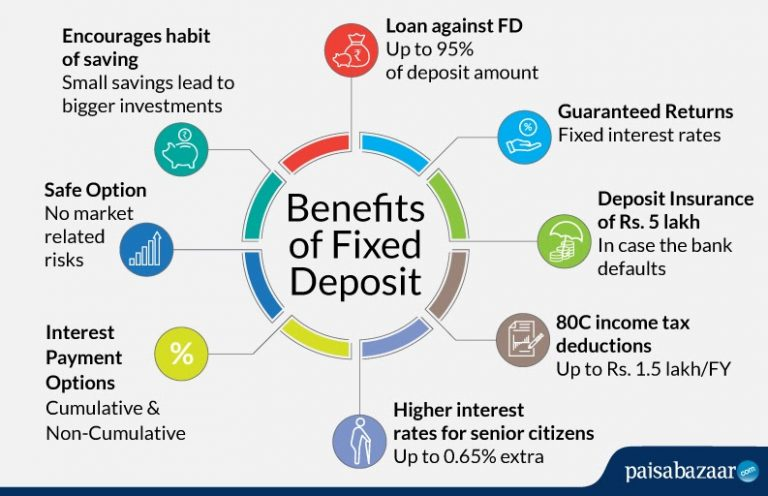 Benefits
of Fixed
Deposit
Loan against FD
Up to 95%
of deposit amount
Guaranteed Returns
Fixed interest rates
Deposit Insurance
of Rs. 5 lakh
In case the bank
defaults
80C income tax
deductions
Up to Rs. 1.5 lakh/FY
Higher interest
rates for senior citizens
Up to 0.65% extra
Interest
Payment
Options
Cumulative &
Non-Cumulative
%
Safe Option
No market
related
risks
Encourages habit
of saving
Small savings lead to
bigger investments
₹
₹
%
paisabazaar.com